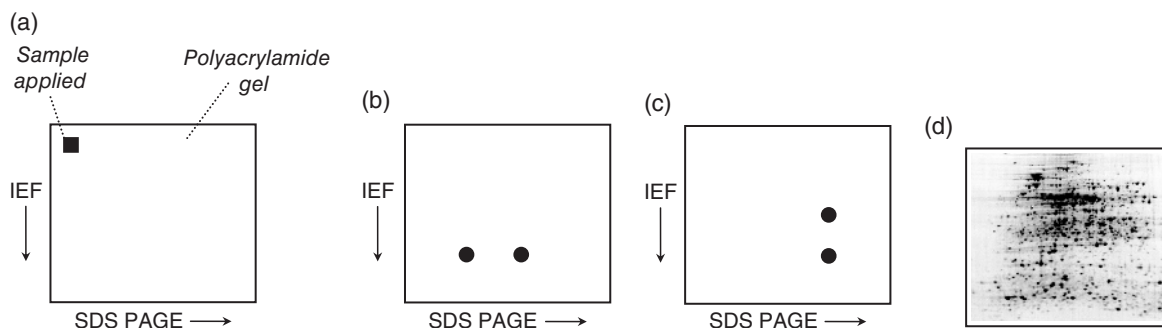 (a)
Sample
applied
Polyacrylamide
gel
IEF
SDS PAGE
(b)
IEF
SDS PAGE
(c)
IEF
SDS PAGE
(d)